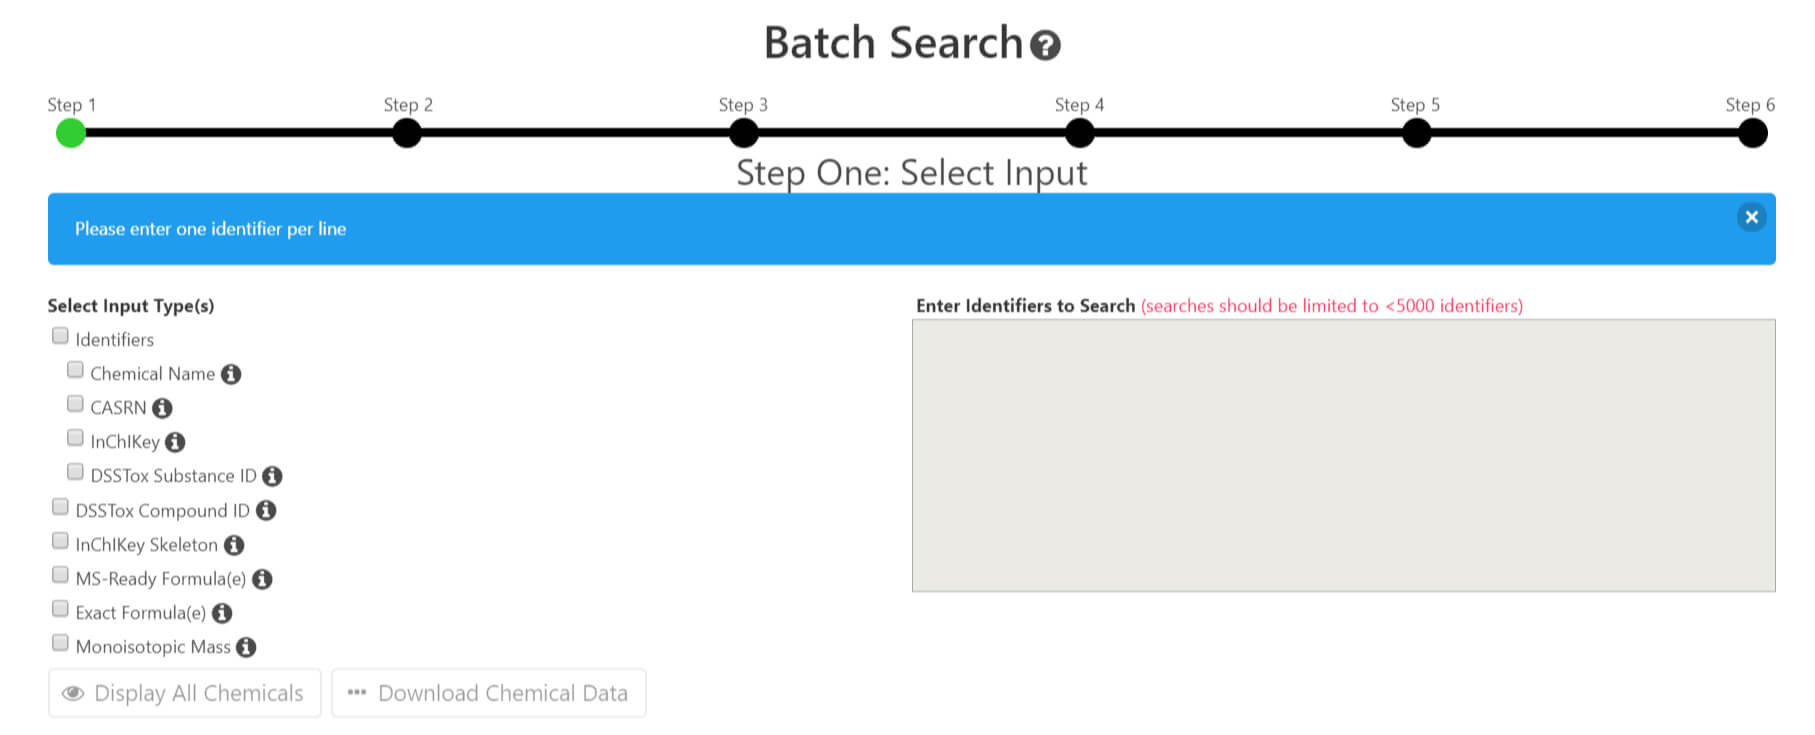 Batch Search
Step 1 Step 2 Step 3 Step 4 Step 5 Step 6
Step One: Select Input
Please enter one identifier per line
Select Input Type(s)
Identifiers
Chemical Name
CASRN
InChIKey
DSSTox Substance ID
DSSTox Compound ID
InChIKey Skeleton
MS-Ready Formula(e)
Exact Formula(e)
Monoisotopic Mass
Display All Chemicals
Download Chemical Data
Enter Identifiers to Search (searches should be limited to <5000 identifiers)